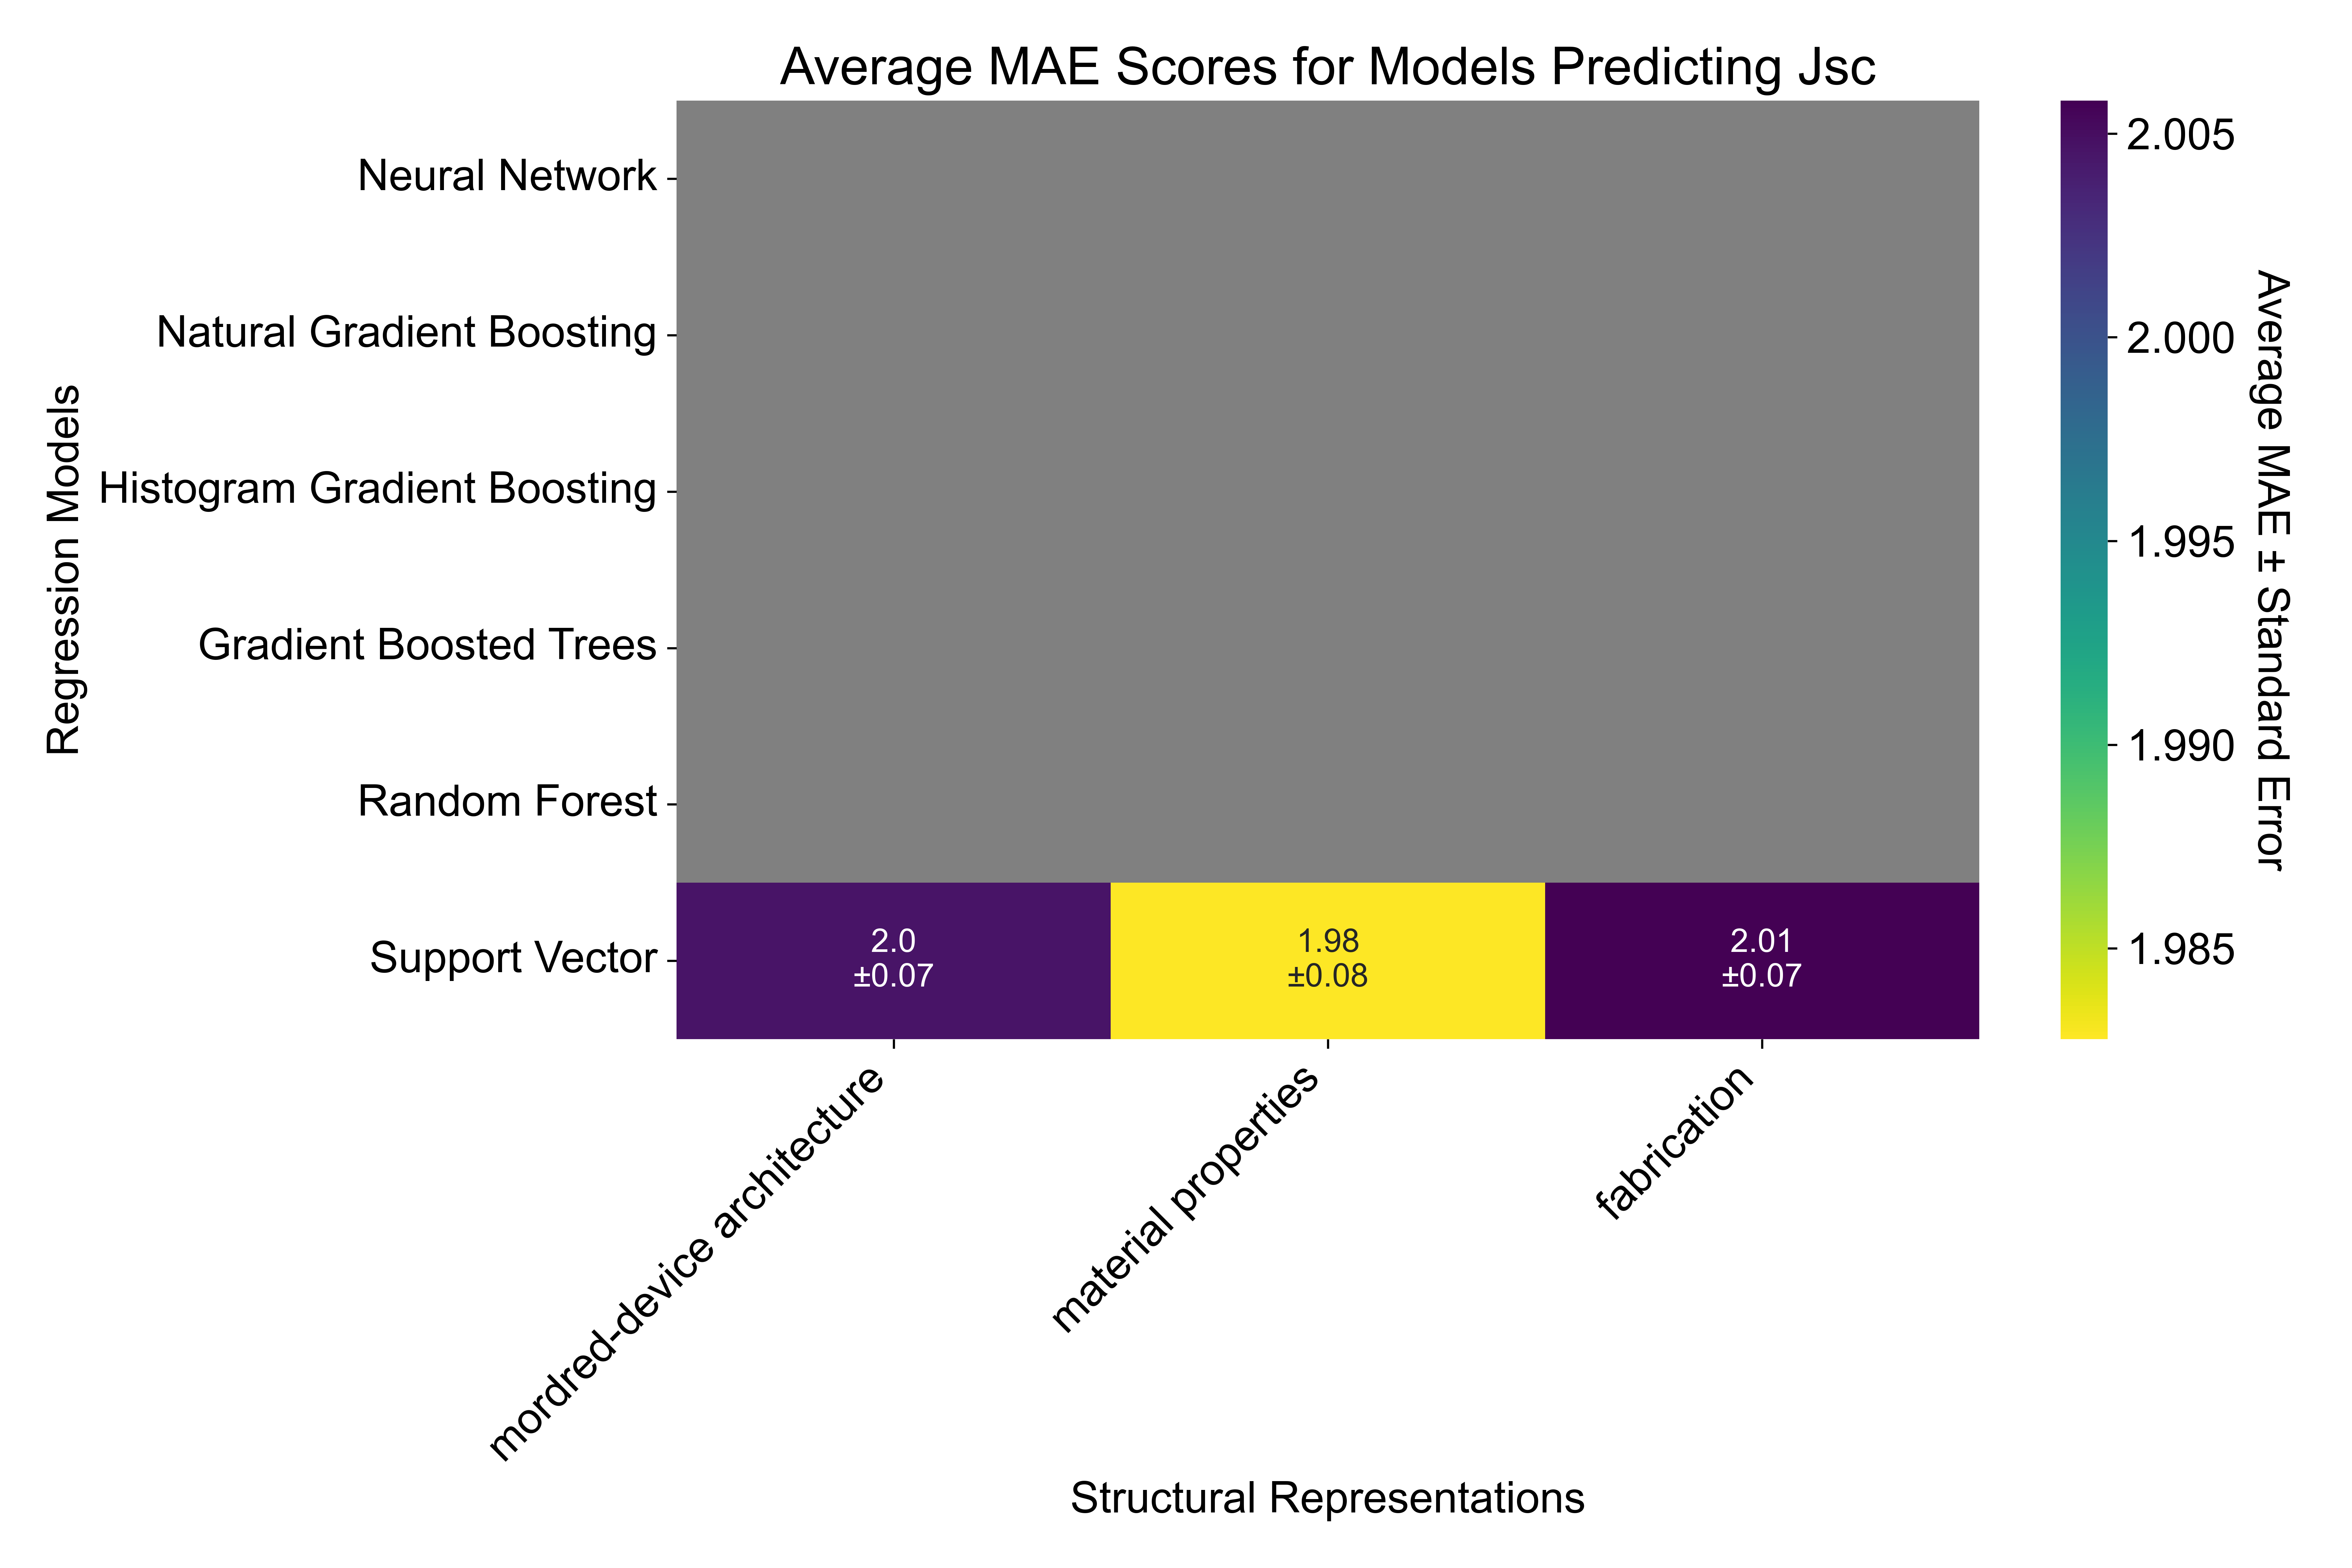 Average MAE Scores for Models Predicting Jsc
Regression Models
Neural Network
Natural Gradient Boosting
Histogram Gradient Boosting
Gradient Boosted Trees
Random Forest
Support Vector
2.0
±0.07
1.98
±0.08
2.01
±0.07
mordred-device architecture
material properties
fabrication
Structural Representations
2.005
2.000
1.995
1.990
1.985
Average MAE ± Standard Error